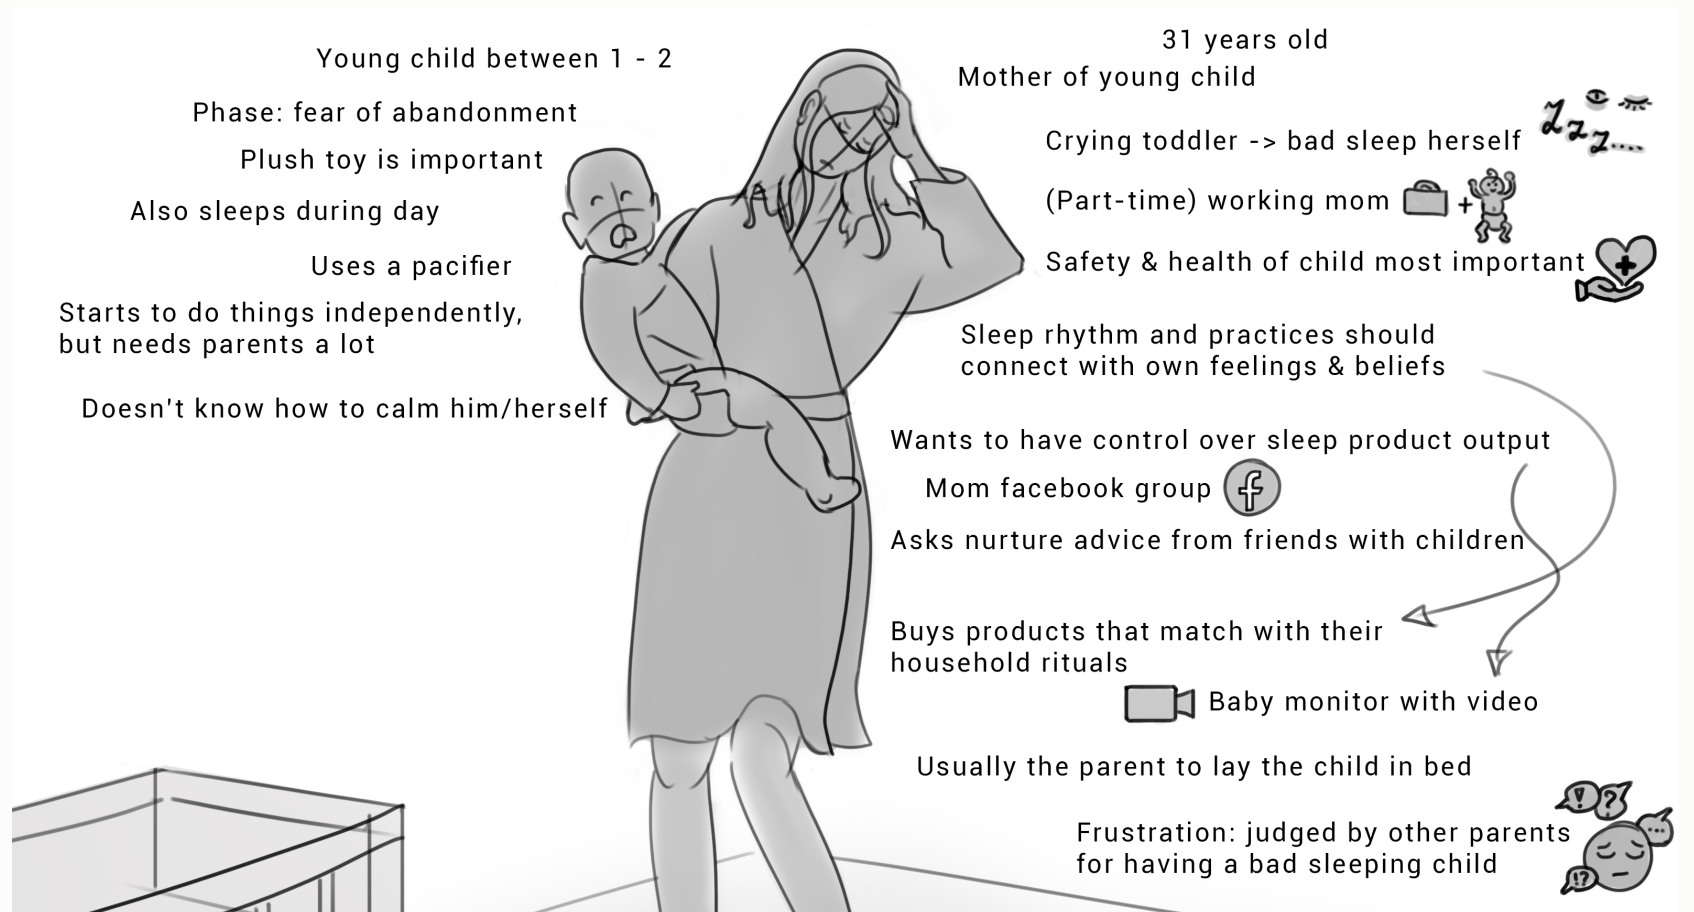 Young child between 1 - 2
Phase: fear of abandonment
Plush toy is important
Also sleeps during day
Uses a pacifier
Starts to do things independently,
but needs parents a lot
Doesn't know how to calm him/herself
31 years old
Mother of young child
Crying toddler -> bad sleep herself
Zzz....
(Part-time) working mom
+
Safety & health of child most important
Sleep rhythm and practices should
connect with own feelings & beliefs
Wants to have control over sleep product output
Mom facebook group
f
Asks nurture advice from friends with children
Buys products that match with their
household rituals
Baby monitor with video
Usually the parent to lay the child in bed
! ?
...
Frustration: judged by other parents
for having a bad sleeping child
!?